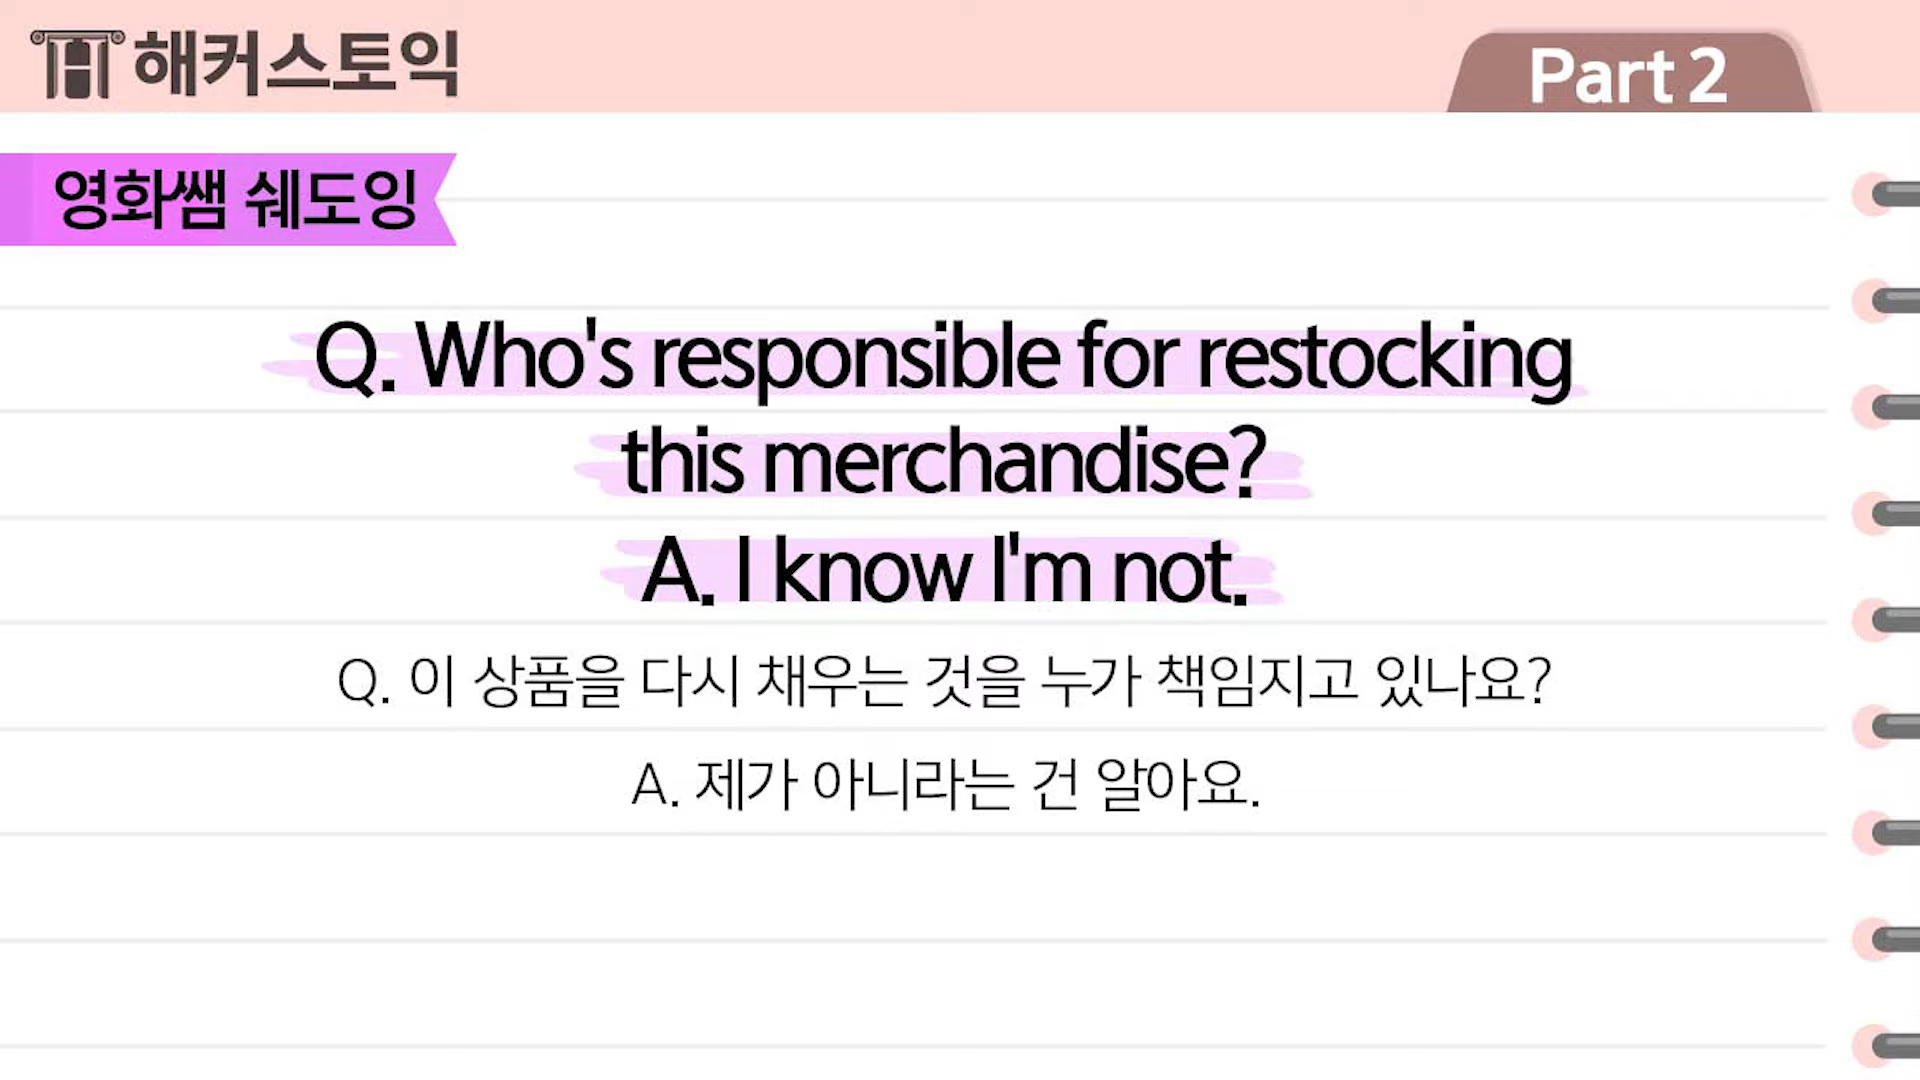 해커스토익
Part 2
영화쌤 쉐도잉
Q. Who's responsible for restocking
this merchandise?
A. I know I'm not.
Q. 이 상품을 다시 채우는 것을 누가 책임지고 있나요?
A. 제가 아니라는 건 알아요.